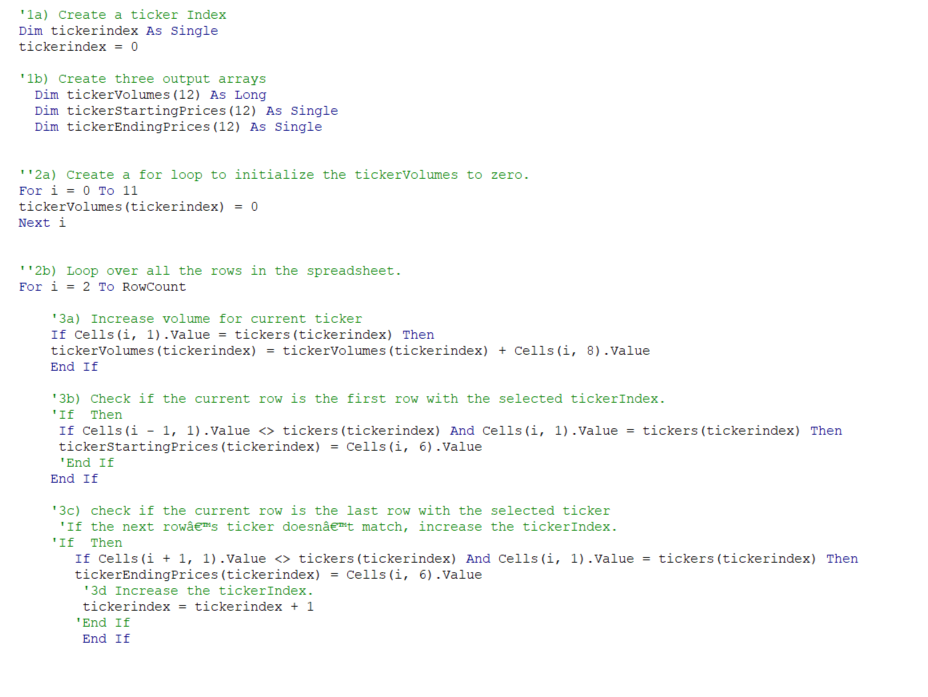 '1a) Create a ticker Index
Dim tickerindex As Single
tickerindex = 0
'1b) Create three output arrays
Dim tickerVolumes(12) As Long
Dim tickerStartingPrices(12) As Single
Dim tickerEndingPrices(12) As Single
''2a) Create a for loop to initialize the tickerVolumes to zero.
For i = 0 To 11
tickerVolumes(tickerindex) = 0
Next i
''2b) Loop over all the rows in the spreadsheet.
For i = 2 To RowCount
'3a) Increase volume for current ticker
If Cells(i, 1).Value = tickers(tickerindex) Then
tickerVolumes(tickerindex) = tickerVolumes(tickerindex) + Cells(i, 8).Value
End If
'3b) Check if the current row is the first row with the selected tickerIndex.
'If  Then
If Cells(i - 1, 1).Value <> tickers(tickerindex) And Cells(i, 1).Value = tickers(tickerindex) Then
tickerStartingPrices(tickerindex) = Cells(i, 6).Value
'End If
End If
'3c) check if the current row is the last row with the selected ticker
'If the next rowâ€™s ticker doesnâ€™t match, increase the tickerIndex.
'If  Then
If Cells(i + 1, 1).Value <> tickers(tickerindex) And Cells(i, 1).Value = tickers(tickerindex) Then
tickerEndingPrices(tickerindex) = Cells(i, 6).Value
'3d Increase the tickerIndex.
tickerindex = tickerindex + 1
'End If
End If